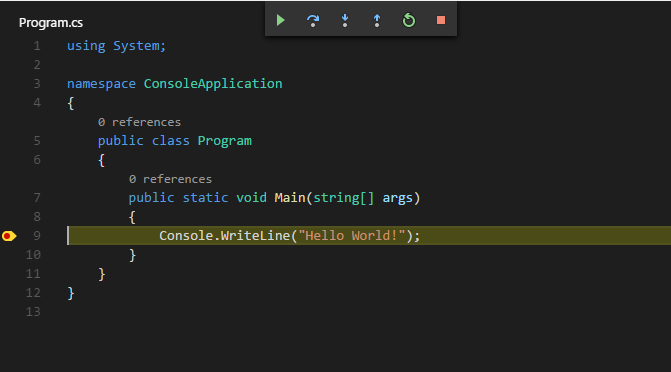 Program.cs
1 using System;
2
3 namespace ConsoleApplication
4 {
0 references
5 public class Program
6 {
0 references
7 public static void Main(string[] args)
8 {
9 Console.WriteLine("Hello World!");
10 }
11 }
12 }
13